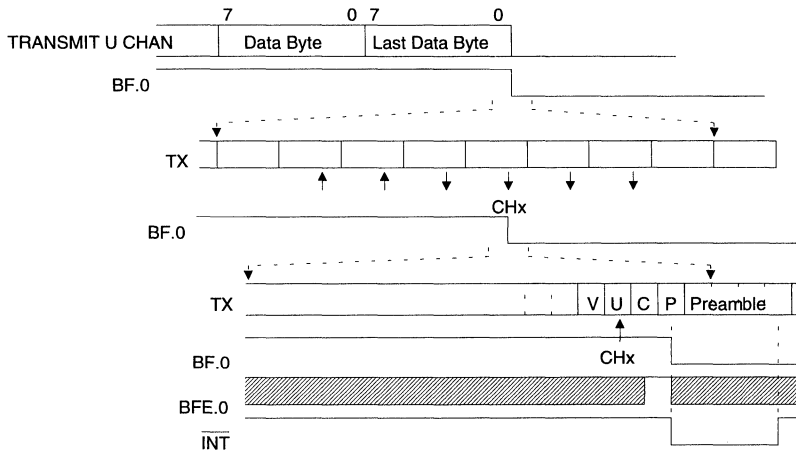 7 0 7 0
TRANSMIT U CHAN Data Byte Last Data Byte
BF.0
TX
CHx
BF.0
TX V U C P Preamble
CHx
BF.0
BFE.0
INT